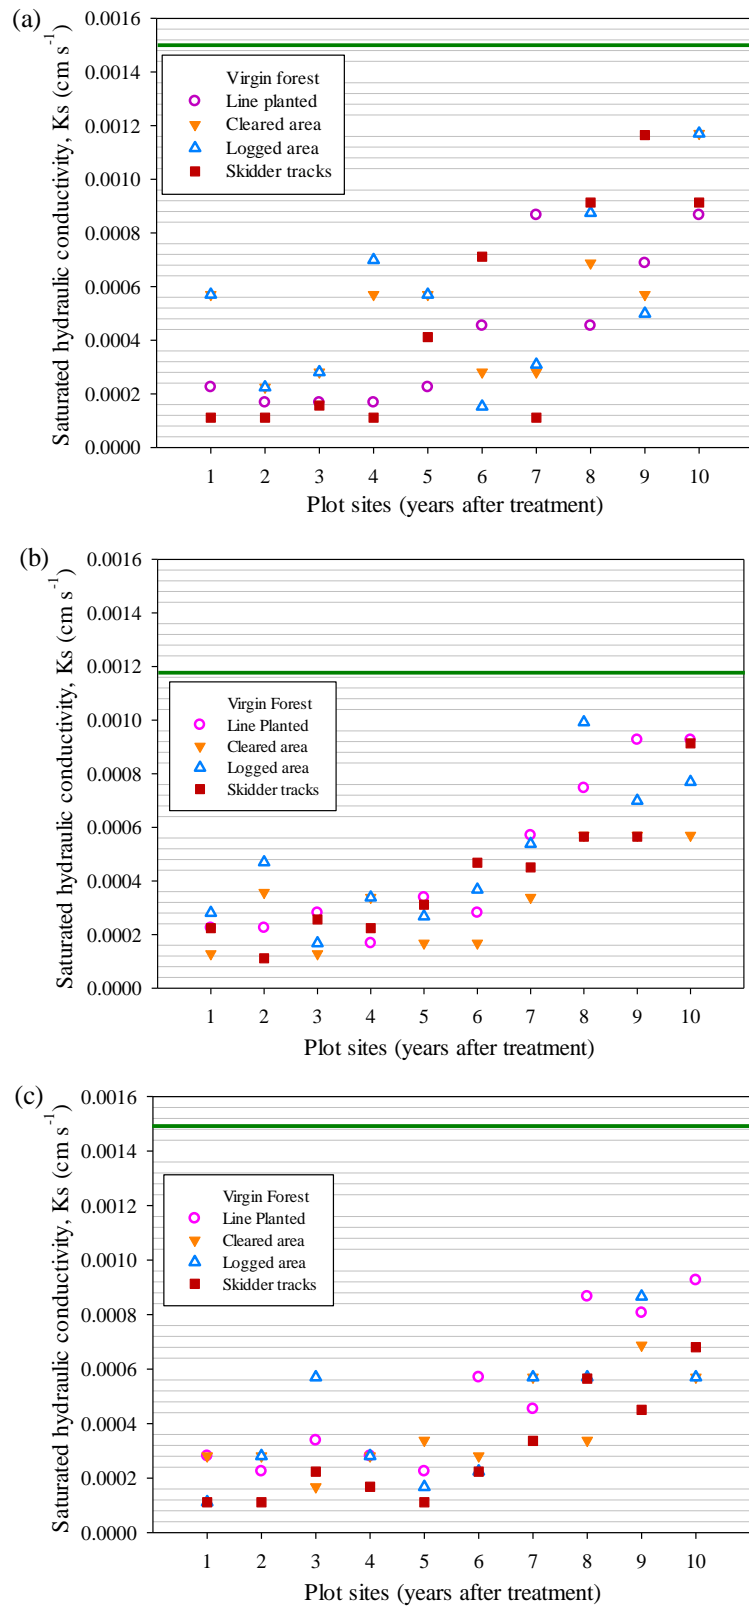 (a)
Saturated hydraulic conductivity, Ks (cm s-1)
0.0016
0.0014
0.0012
0.0010
0.0008
0.0006
0.0004
0.0002
0.0000
Virgin forest
Line planted
Cleared area
Logged area
Skidder tracks
1 2 3 4 5 6 7 8 9 10
Plot sites (years after treatment)
(b)
Saturated hydraulic conductivity, Ks (cm s-1)
0.0016
0.0014
0.0012
0.0010
0.0008
0.0006
0.0004
0.0002
0.0000
Virgin Forest
Line Planted
Cleared area
Logged area
Skidder tracks
1 2 3 4 5 6 7 8 9 10
Plot sites (years after treatment)
(c)
Saturated hydraulic conductivity, Ks (cm s-1)
0.0016
0.0014
0.0012
0.0010
0.0008
0.0006
0.0004
0.0002
0.0000
Virgin Forest
Line Planted
Cleared area
Logged area
Skidder tracks
1 2 3 4 5 6 7 8 9 10
Plot sites (years after treatment)